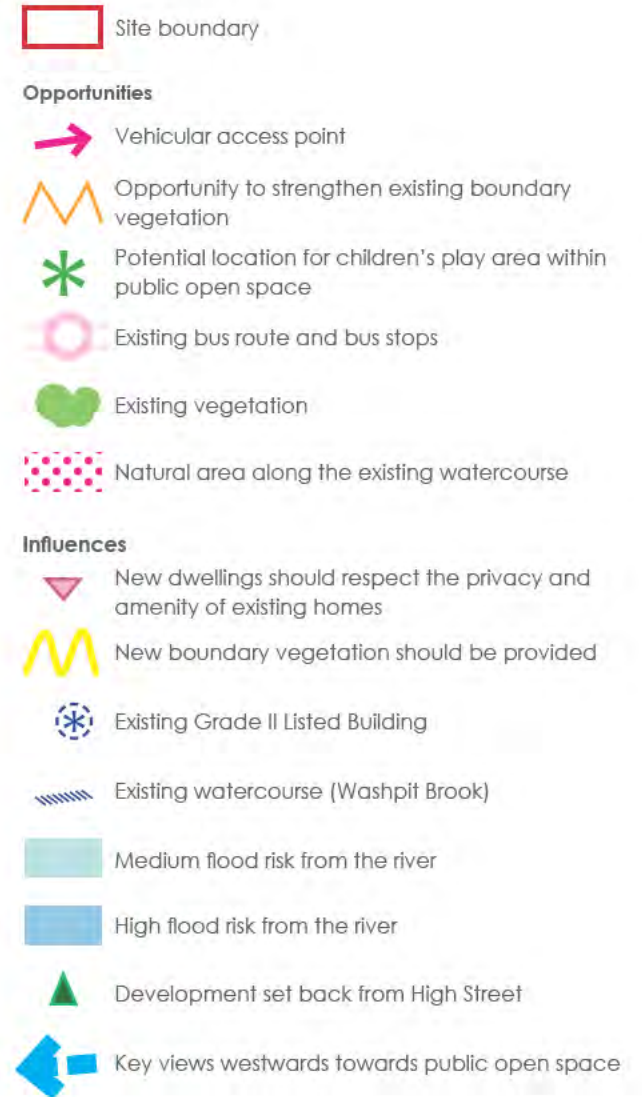 Site boundary
Opportunities
Vehicular access point
Opportunity to strengthen existing boundary
vegetation
Potential location for children's play area within
public open space
Existing bus route and bus stops
Existing vegetation
Natural area along the existing watercourse
Influences
New dwellings should respect the privacy and
amenity of existing homes
New boundary vegetation should be provided
Existing Grade II Listed Building
Existing watercourse (Washpit Brook)
Medium flood risk from the river
High flood risk from the river
Development set back from High Street
Key views westwards towards public open space